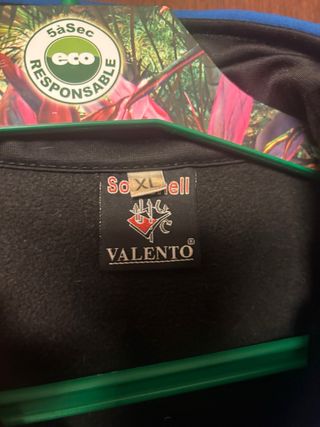 5àSec
eco
RESPONSABLE
XL
VALENTO®